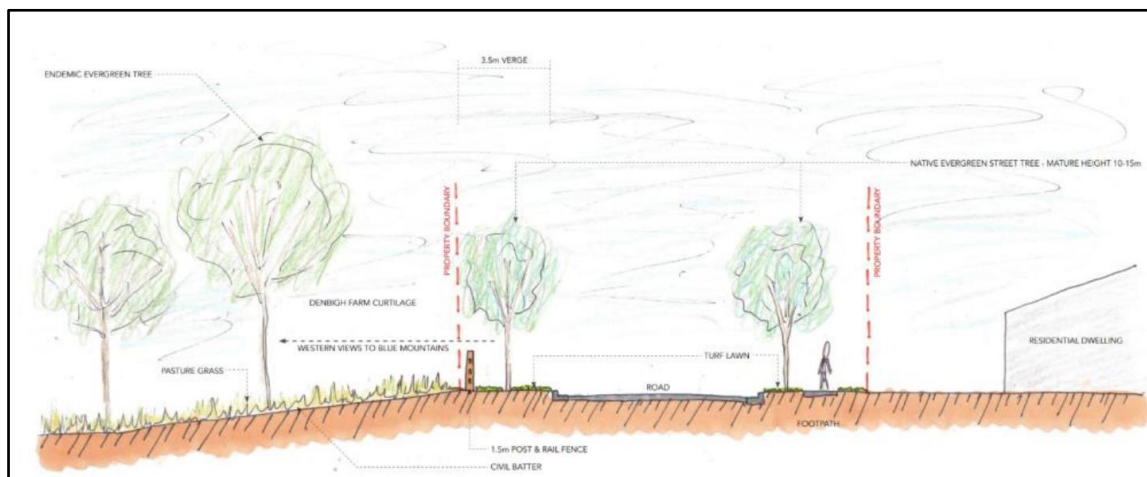 3.5m VERGE
ENDEMIC EVERGREEN TREE
NATIVE EVERGREEN STREET TREE - MATURE HEIGHT 10-15m
PROPERTY BOUNDARY
PROPERTY BOUNDARY
DENBIGH FARM CURTILAGE
RESIDENTIAL DWELLING
WESTERN VIEWS TO BLUE MOUNTAINS
TURF LAWN
PASTURE GRASS
ROAD
FOOTPATH
1.5m POST & RAIL FENCE
CIVIL BATTER